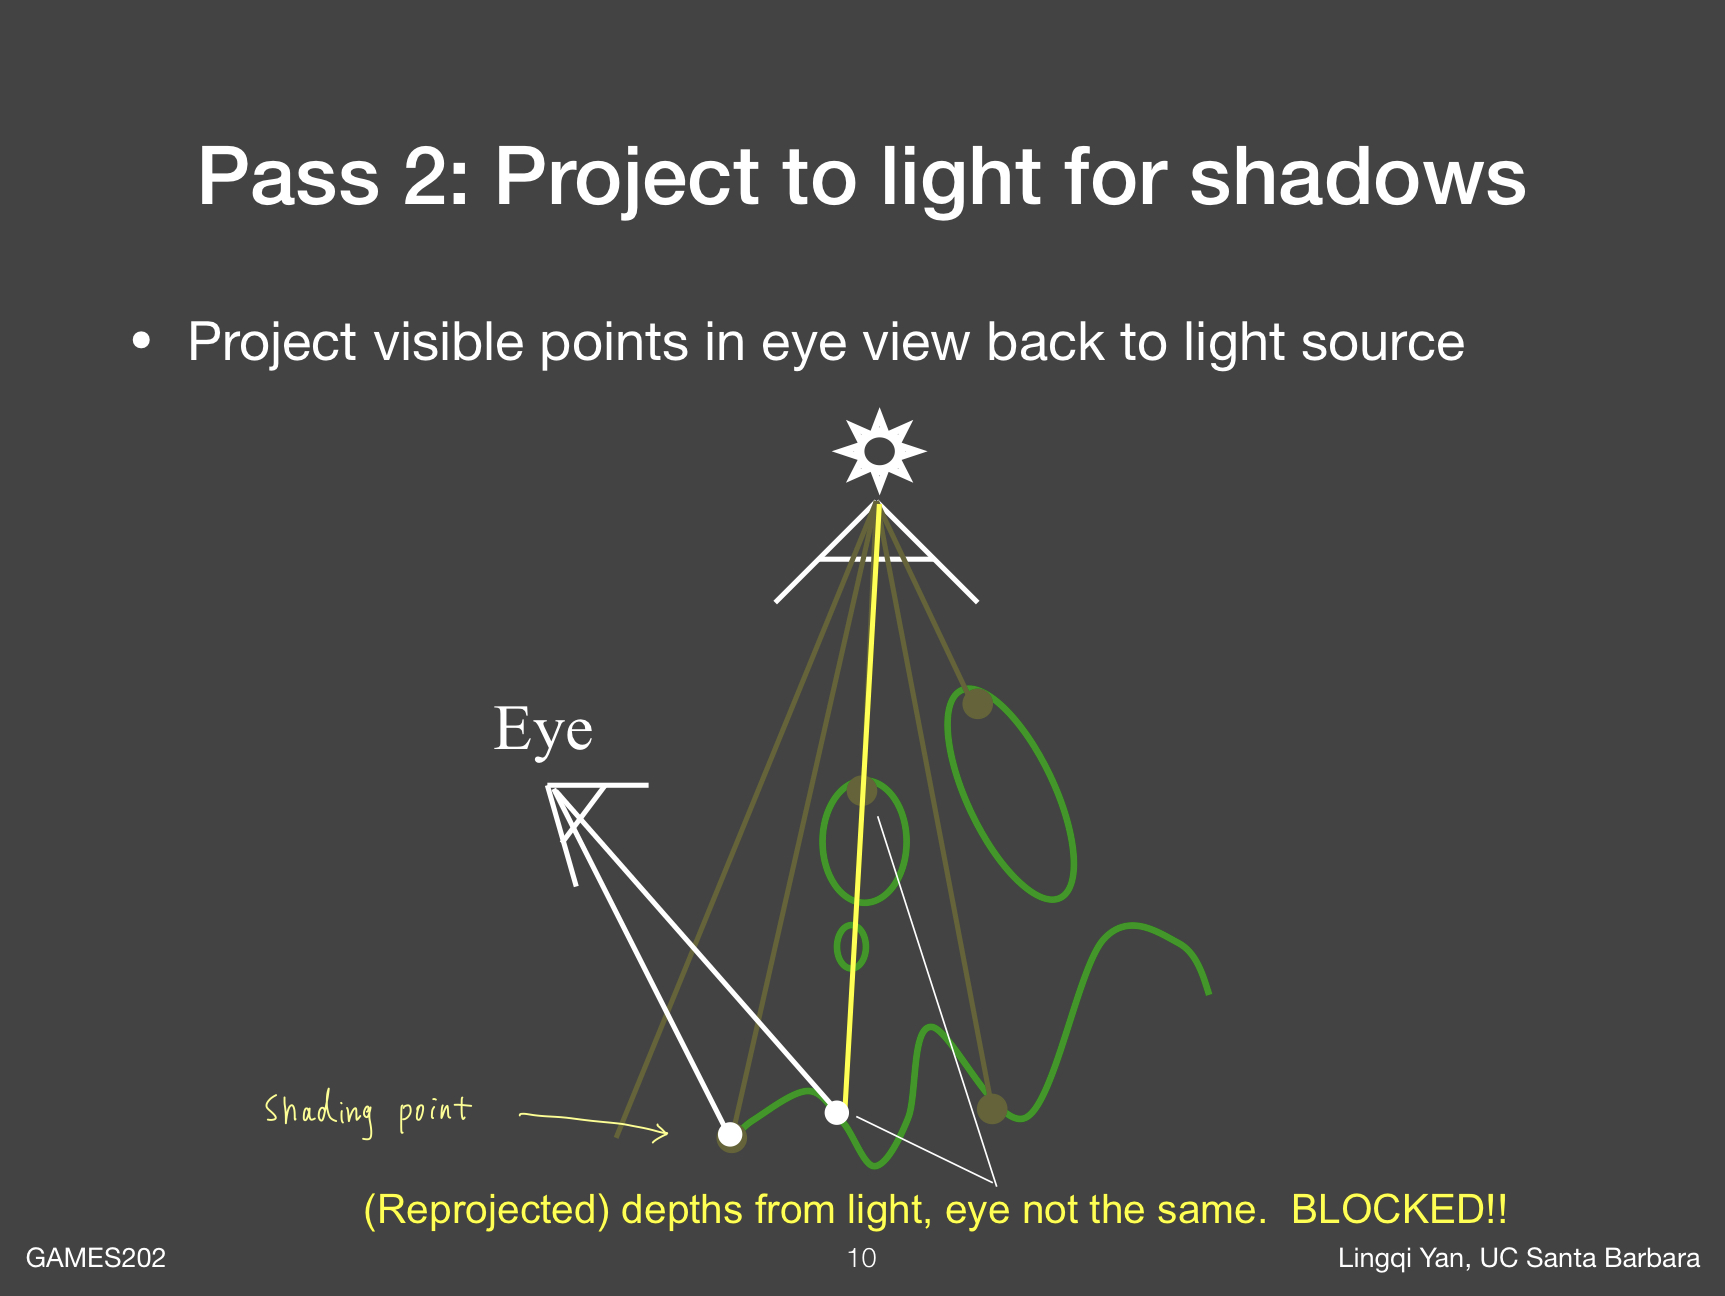 Pass 2: Project to light for shadows
• Project visible points in eye view back to light source
Eye
Shading point
(Reprojected) depths from light, eye not the same. BLOCKED!!
GAMES202
10
Lingqi Yan, UC Santa Barbara